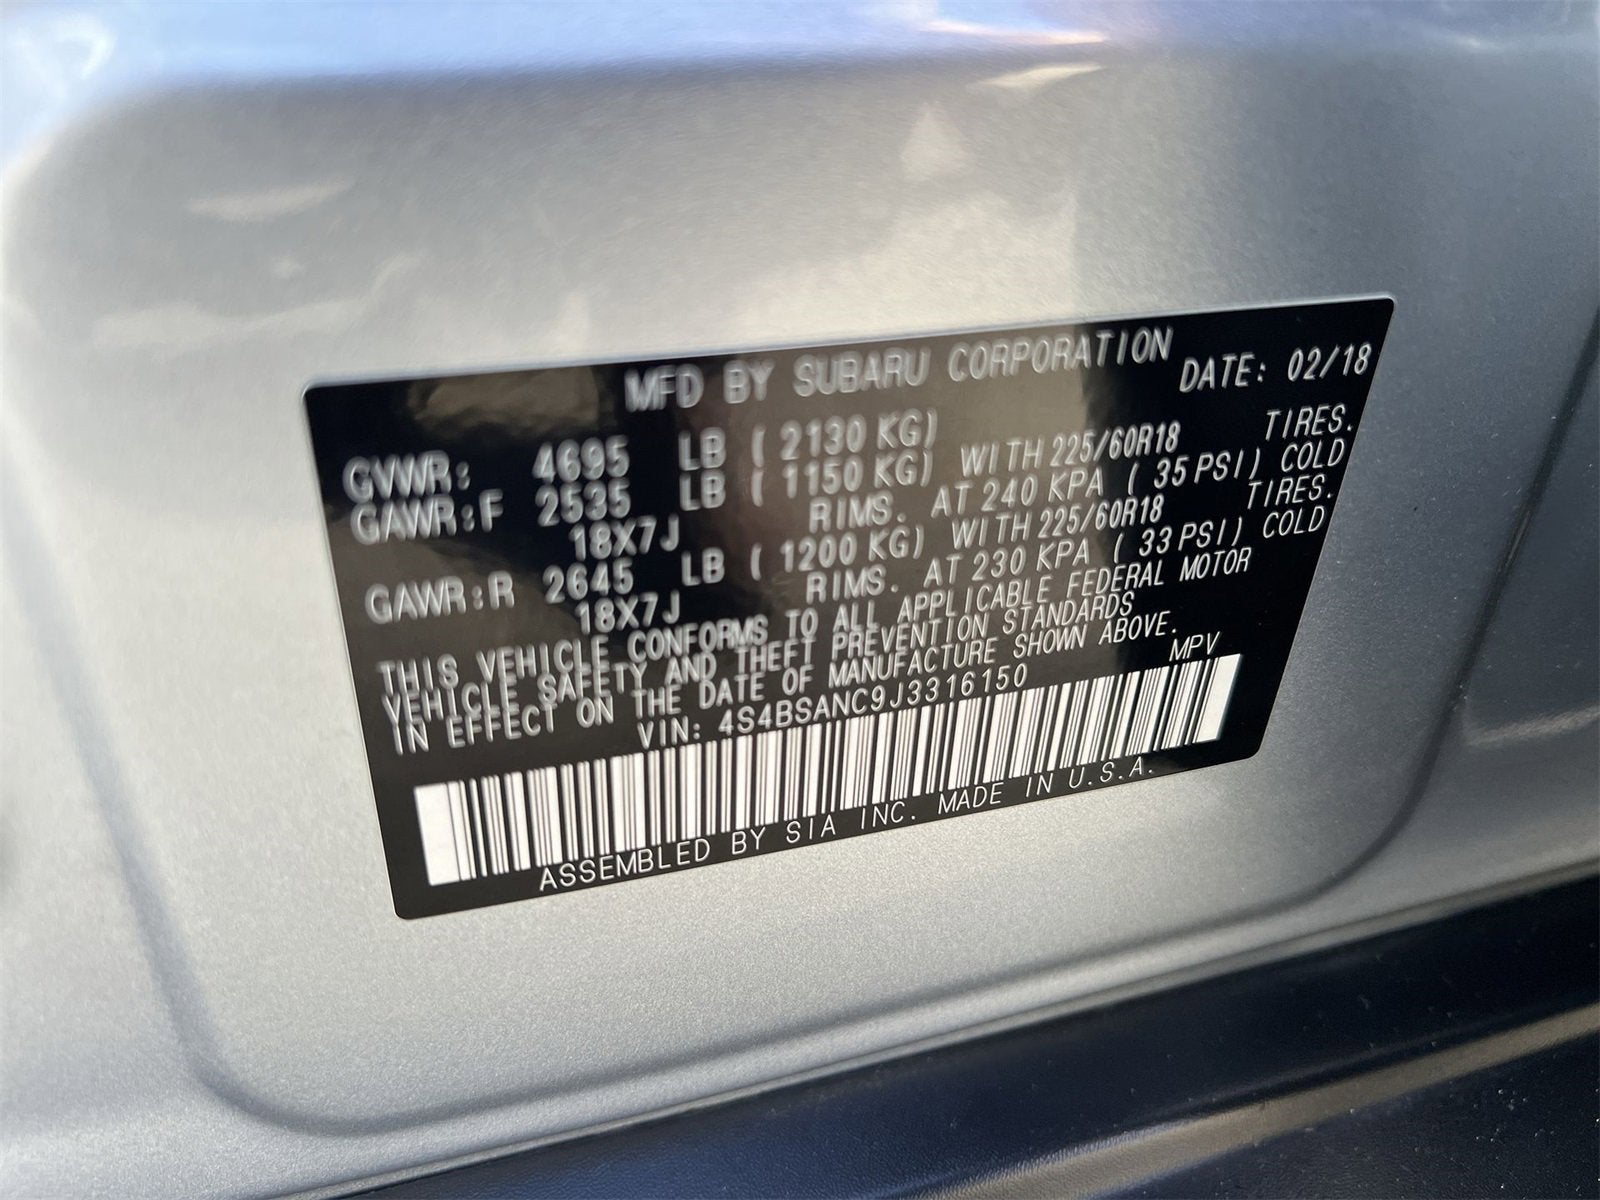 MFD BY SUBARU CORPORATION DATE: 02/18
GVWR: 4695 LB ( 2130 KG)
GAWR:F 2535 LB ( 1150 KG) WITH 225/60R18 TIRES.
18X7J RIMS. AT 240 KPA ( 35 PSI) COLD
GAWR:R 2645 LB ( 1200 KG) WITH 225/60R18 TIRES.
18X7J RIMS. AT 230 KPA ( 33 PSI) COLD
THIS VEHICLE CONFORMS TO ALL APPLICABLE FEDERAL MOTOR
VEHICLE SAFETY AND THEFT PREVENTION STANDARDS
IN EFFECT ON THE DATE OF MANUFACTURE SHOWN ABOVE.
VIN: 4S4BSANC9J3316150 MPV
ASSEMBLED BY SIA INC. MADE IN U.S.A.